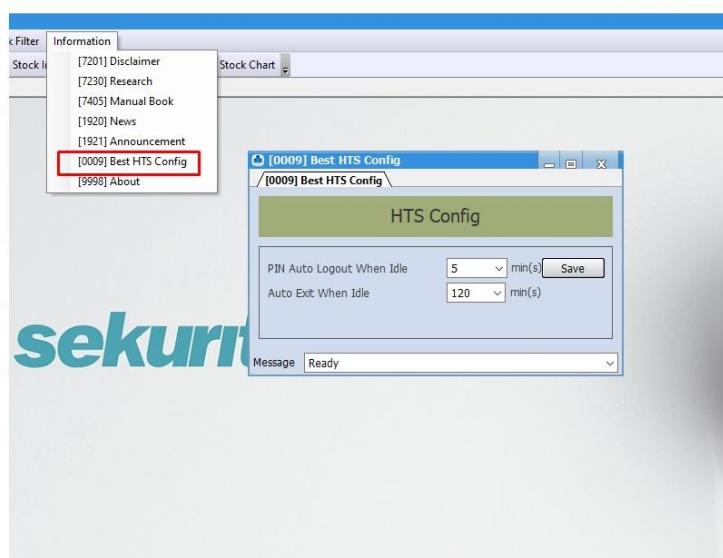 Filter Information
Stock Stock Chart
[7201] Disclaimer
[7230] Research
[7405] Manual Book
[1920] News
[1921] Announcement
[0009] Best HTS Config
[9998] About
[0009] Best HTS Config
[0009] Best HTS Config
HTS Config
PIN Auto Logout When Idle 5 min(s) Save
Auto Exit When Idle 120 min(s)
Message Ready